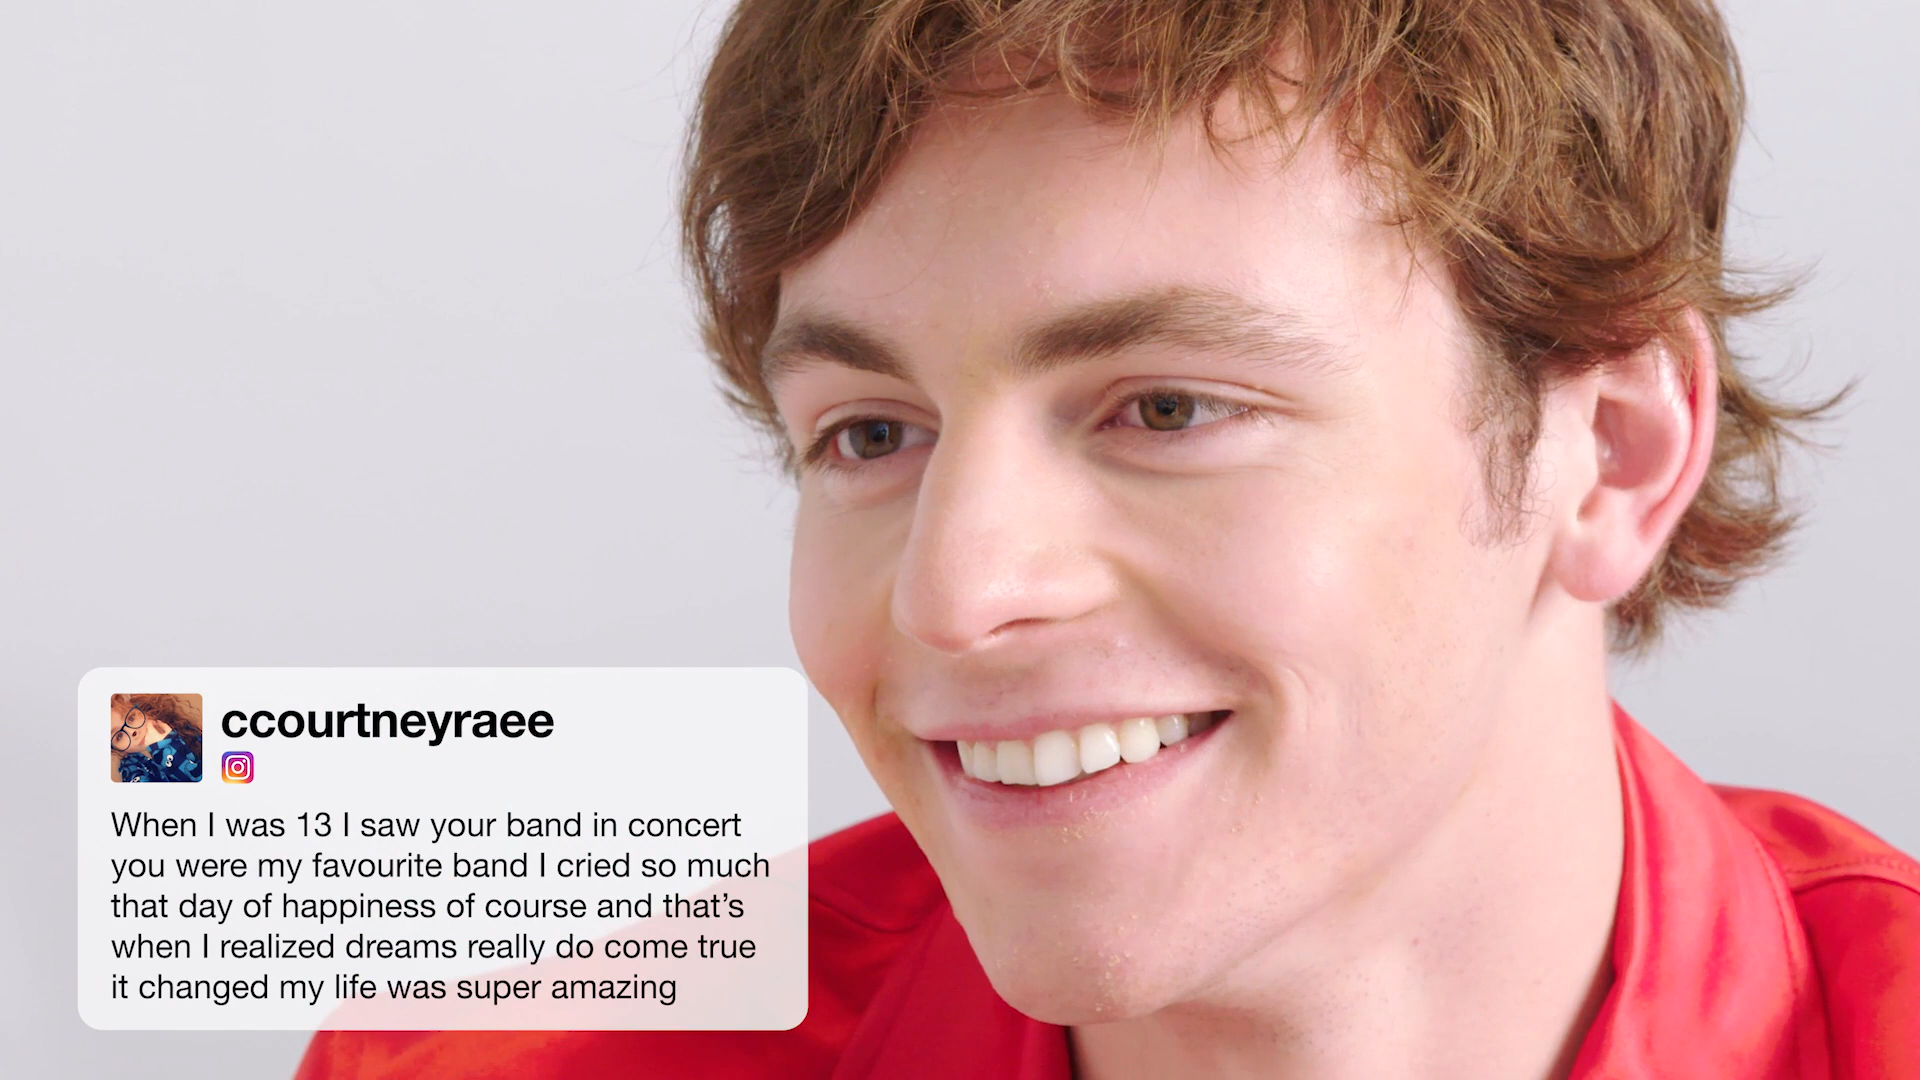 ccourtneyraee
When I was 13 I saw your band in concert
you were my favourite band I cried so much
that day of happiness of course and that’s
when I realized dreams really do come true
it changed my life was super amazing